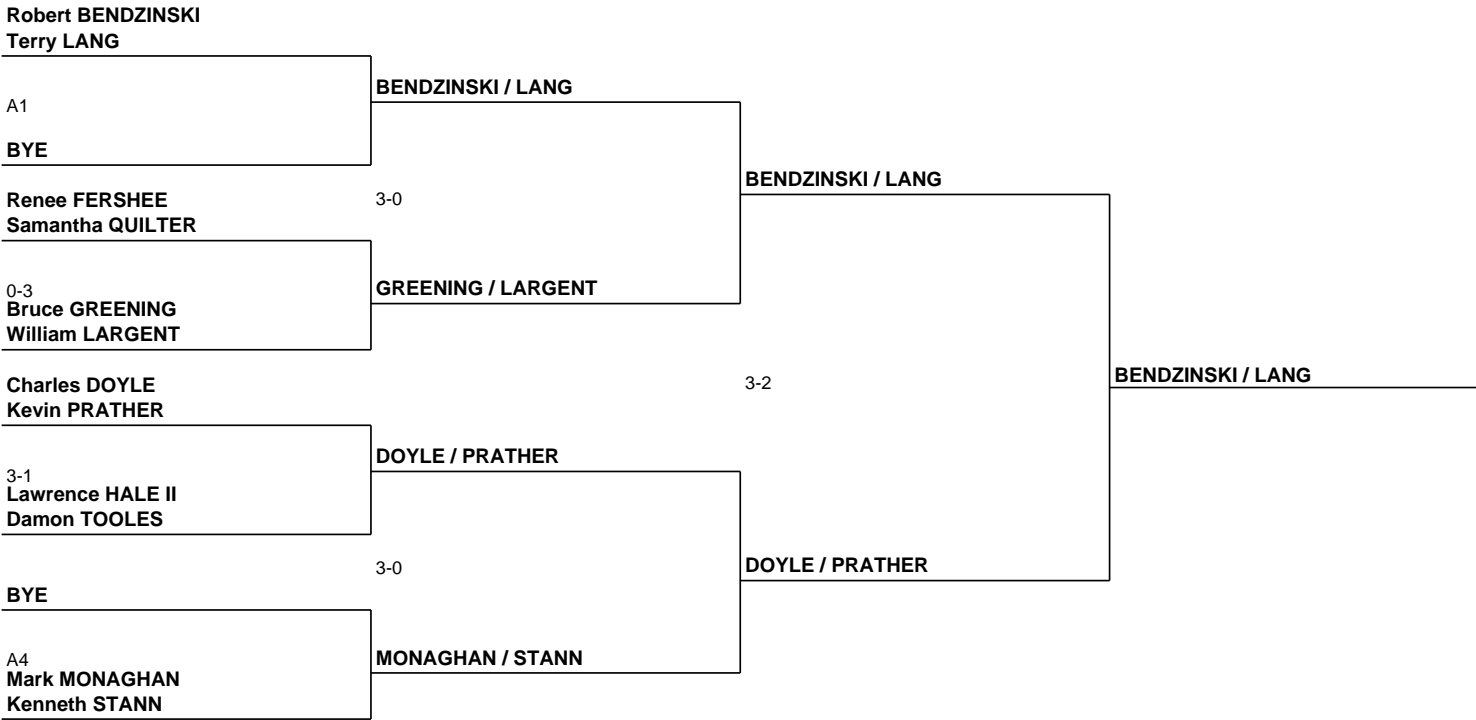 Robert BENDZINSKI
Terry LANG
A1
BYE
Renee FERSHEE
Samantha QUILTER
0-3
Bruce GREENING
William LARGENT
Charles DOYLE
Kevin PRATHER
3-1
Lawrence HALE II
Damon TOOLES
BYE
A4
Mark MONAGHAN
Kenneth STANN
BENDZINSKI / LANG
3-0
GREENING / LARGENT
DOYLE / PRATHER
3-0
MONAGHAN / STANN
BENDZINSKI / LANG
3-2
DOYLE / PRATHER
BENDZINSKI / LANG